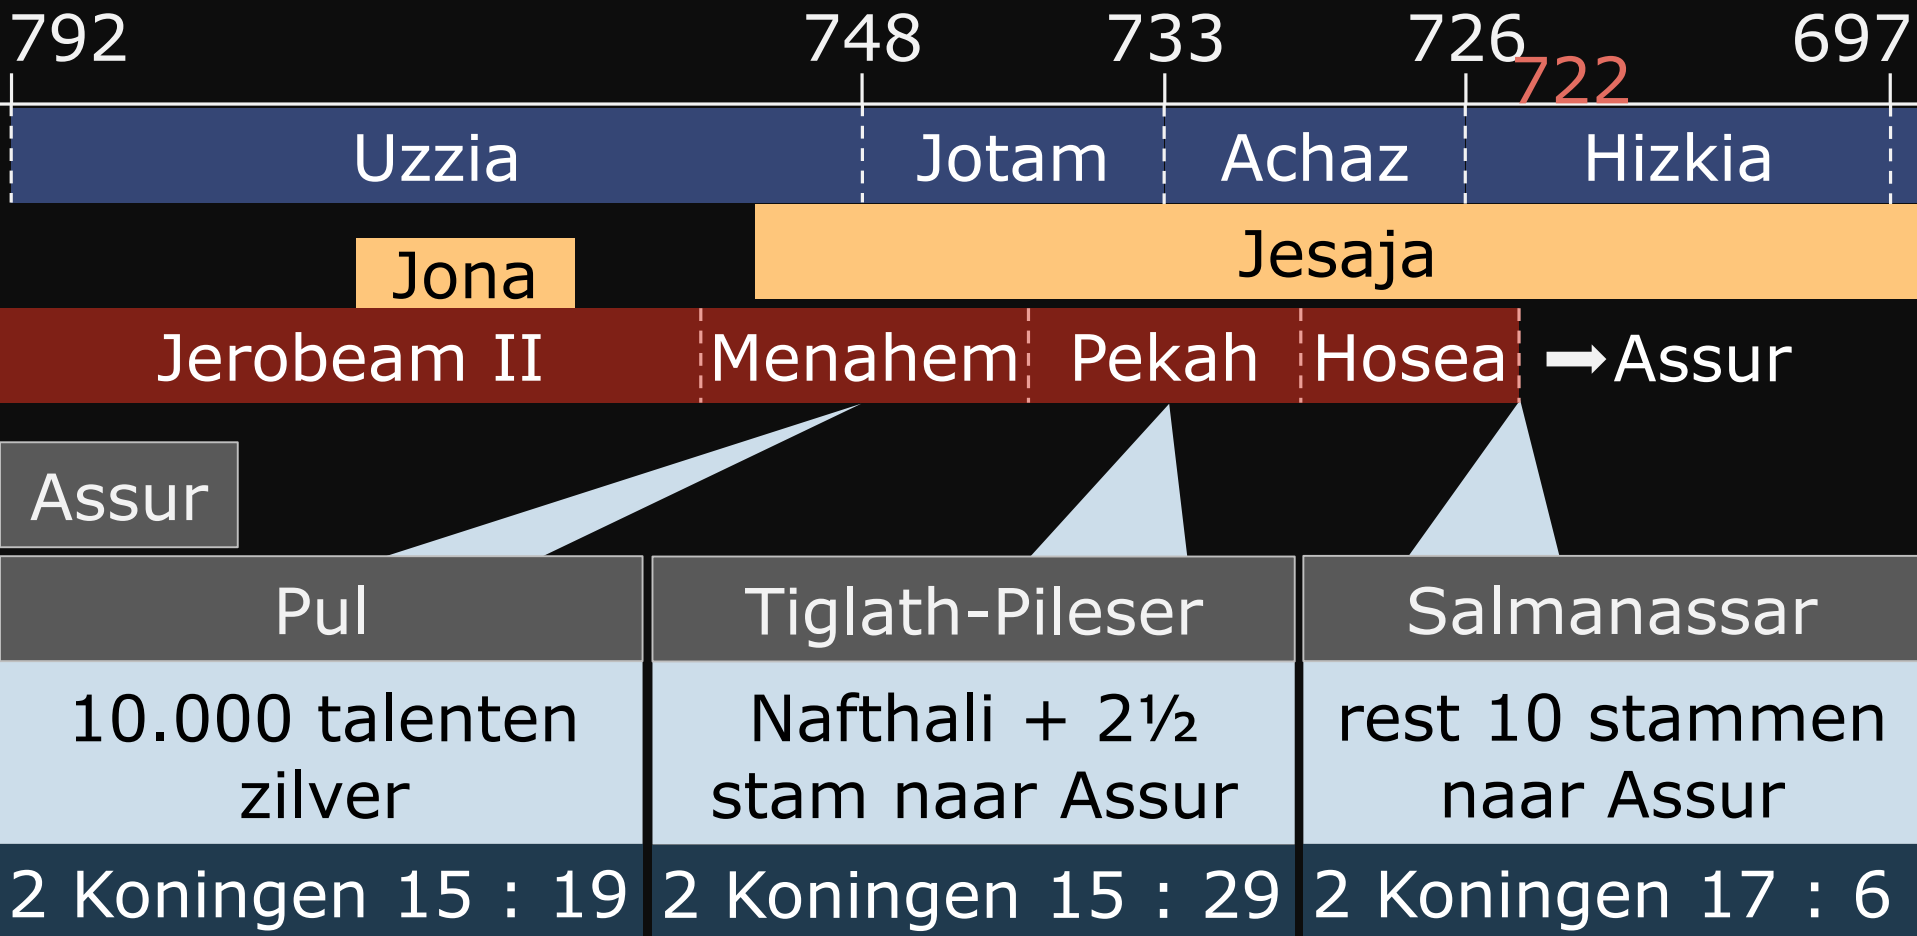 792 748 733 726 697
722
Uzzia Jotam Achaz Hizkia
Jesaja
Jona
Jerobeam II Menahem Pekah Hosea Assur
Assur
Pul Tiglath-Pileser Salmanassar
10.000 talenten Nafthali + 2½ rest 10 stammen
zilver stam naar Assur naar Assur
2 Koningen 15 : 19 2 Koningen 15 : 29 2 Koningen 17 : 6